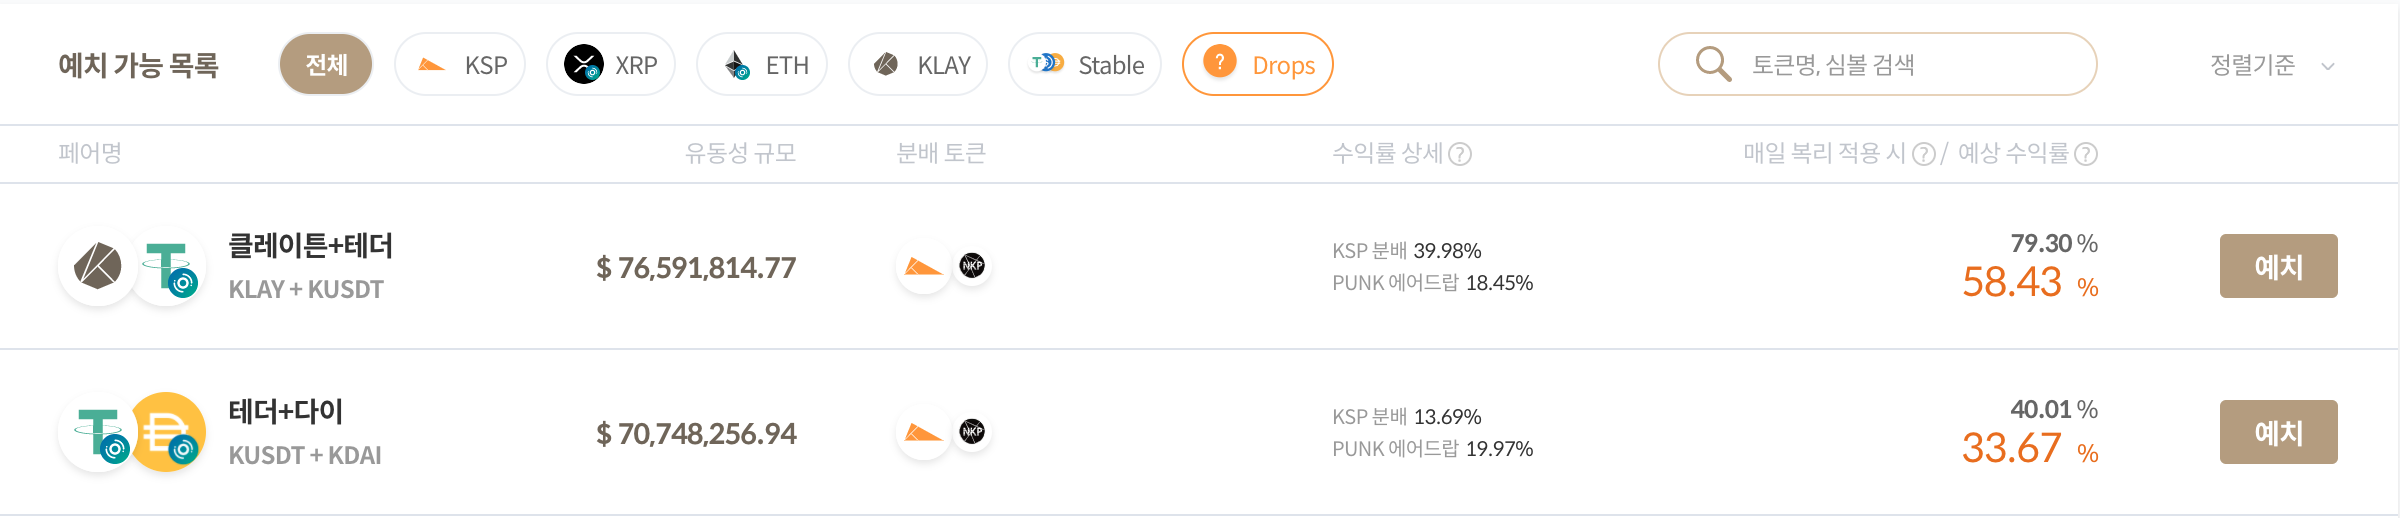 예치 가능 목록 전체 KSP XRP ETH KLAY Stable ? Drops 토큰명, 심볼 검색 정렬기준
페어명 유동성 규모 분배 토큰 수익률 상세 ? 매일 복리 적용 시 ? / 예상 수익률 ?
클레이튼+테더
KLAY + KUSDT
$ 76,591,814.77
NKP
KSP 분배 39.98%
PUNK 에어드랍 18.45%
79.30 %
58.43 %
예치
테더+다이
KUSDT + KDAI
$ 70,748,256.94
NKP
KSP 분배 13.69%
PUNK 에어드랍 19.97%
40.01 %
33.67 %
예치